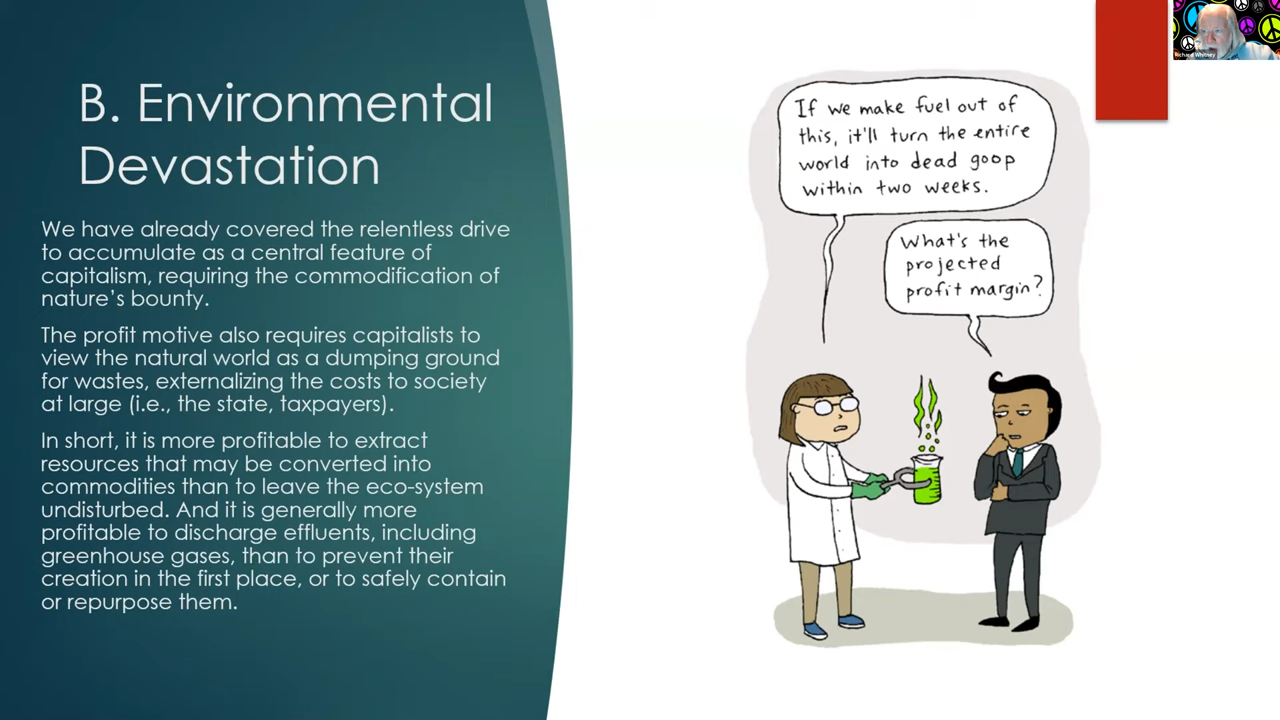 B. Environmental
Devastation
We have already covered the relentless drive
to accumulate as a central feature of
capitalism, requiring the commodification of
nature's bounty.
The profit motive also requires capitalists to
view the natural world as a dumping ground
for wastes, externalizing the costs to society
at large (i.e., the state, taxpayers).
In short, it is more profitable to extract
resources that may be converted into
commodities than to leave the eco-system
undisturbed. And it is generally more
profitable to discharge effluents, including
greenhouse gases, than to prevent their
creation in the first place, or to safely contain
or repurpose them.
If we make fuel out of
this, it'll turn the entire
world into dead goop
within two weeks.
What's the
projected
profit margin?
Richard Whitney